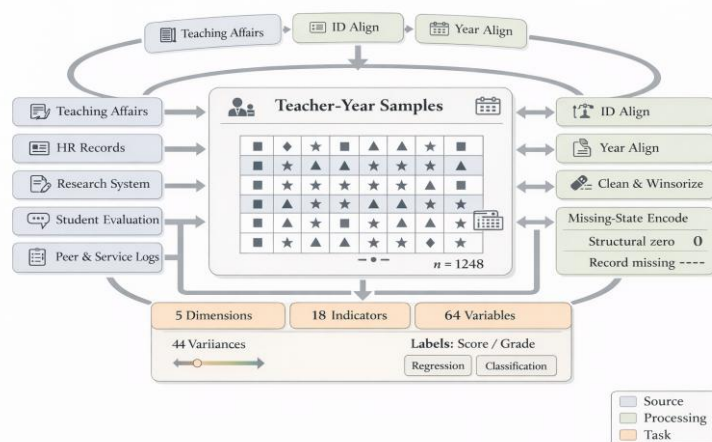 Teaching Affairs
ID Align
Year Align
Teaching Affairs
HR Records
Research System
Student Evaluation
Peer & Service Logs
Teacher-Year Samples
n = 1248
ID Align
Year Align
Clean & Winsorize
Missing-State Encode
Structural zero 0
Record missing ----
5 Dimensions
18 Indicators
64 Variables
44 Variiances
Labels: Score / Grade
Regression
Classification
Source
Processing
Task